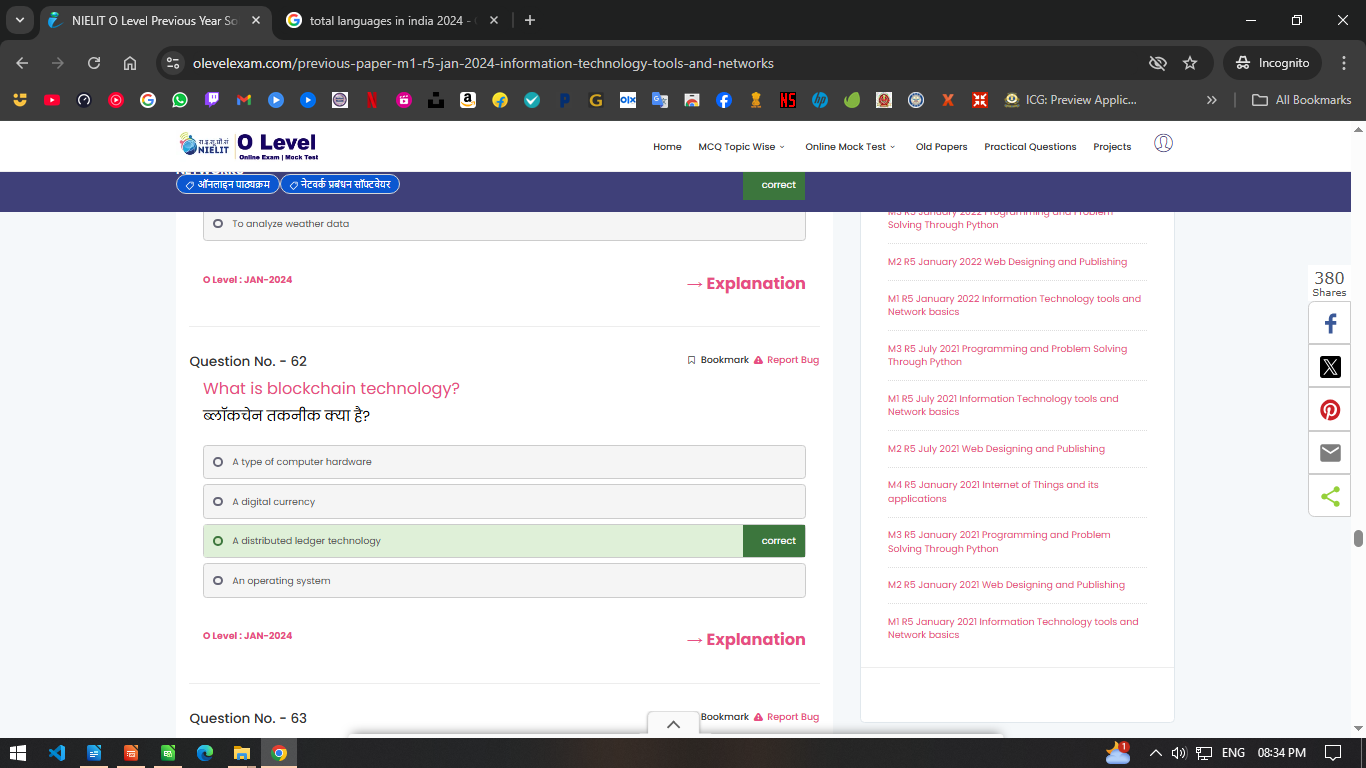 NIELIT O Level Previous Year So
total languages in india 2024 -
olevelexam.com/previous-paper-m1-r5-jan-2024-information-technology-tools-and-networks
Incognito
ICG: Preview Applic...
All Bookmarks
रा.इ.सू.प्रौ.सं
NIELIT
O Level
Online Exam | Mock Test
Home
MCQ Topic Wise
Online Mock Test
Old Papers
Practical Questions
Projects
ऑनलाइन पाठ्यक्रम
नेटवर्क प्रबंधन सॉफ्टवेयर
correct
To analyze weather data
O Level : JAN-2024
→ Explanation
Question No. - 62
Bookmark
Report Bug
What is blockchain technology?
ब्लॉकचेन तकनीक क्या है?
A type of computer hardware
A digital currency
A distributed ledger technology
correct
An operating system
O Level : JAN-2024
→ Explanation
Question No. - 63
Bookmark
Report Bug
M3 R5 January 2022 Programming and Problem
Solving Through Python
M2 R5 January 2022 Web Designing and Publishing
M1 R5 January 2022 Information Technology tools and
Network basics
M3 R5 July 2021 Programming and Problem Solving
Through Python
M1 R5 July 2021 Information Technology tools and
Network basics
M2 R5 July 2021 Web Designing and Publishing
M4 R5 January 2021 Internet of Things and its
applications
M3 R5 January 2021 Programming and Problem
Solving Through Python
M2 R5 January 2021 Web Designing and Publishing
M1 R5 January 2021 Information Technology tools and
Network basics
380
Shares
1
ENG
08:34 PM